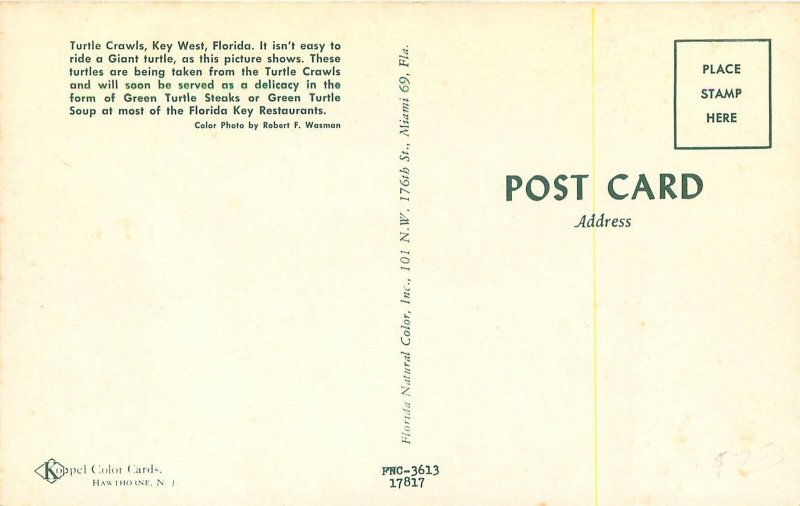 Turtle Crawls, Key West, Florida. It isn't easy to
ride a Giant turtle, as this picture shows. These
turtles are being taken from the Turtle Crawls
and will soon be served as a delicacy in the
form of Green Turtle Steaks or Green Turtle
Soup at most of the Florida Key Restaurants.
Color Photo by Robert F. Wasman
Florida Natural Color, Inc., 101 N.W. 176th St., Miami 69, Fla.
PLACE
STAMP
HERE
POST CARD
Address
Koppel Color Cards.
HAWTHORNE, N. J.
FNC-3613
17817